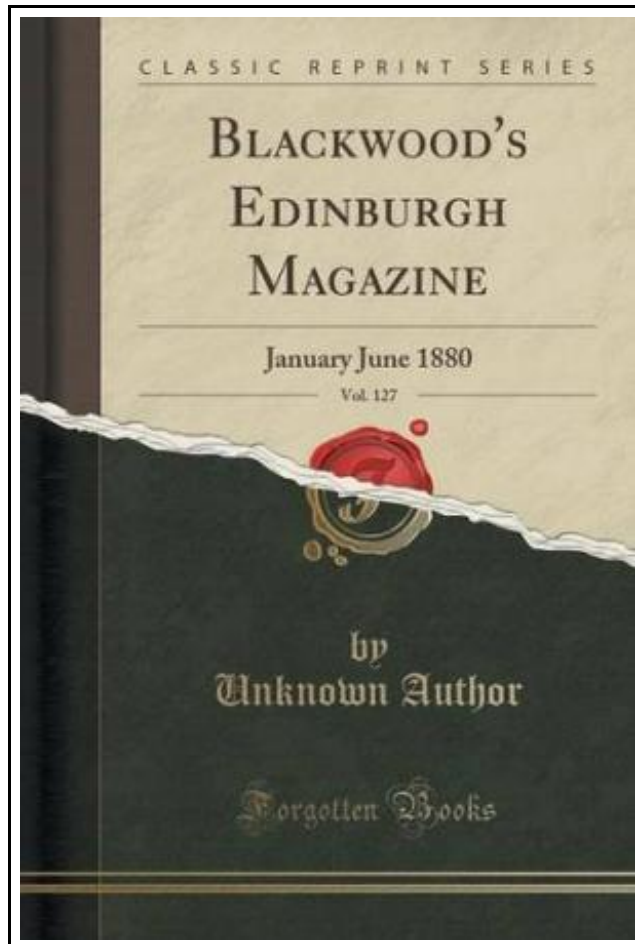 CLASSIC REPRINT SERIES
BLACKWOOD'S
EDINBURGH
MAGAZINE
January June 1880
Vol. 127
F
by
Unknown Author
Forgotten Books